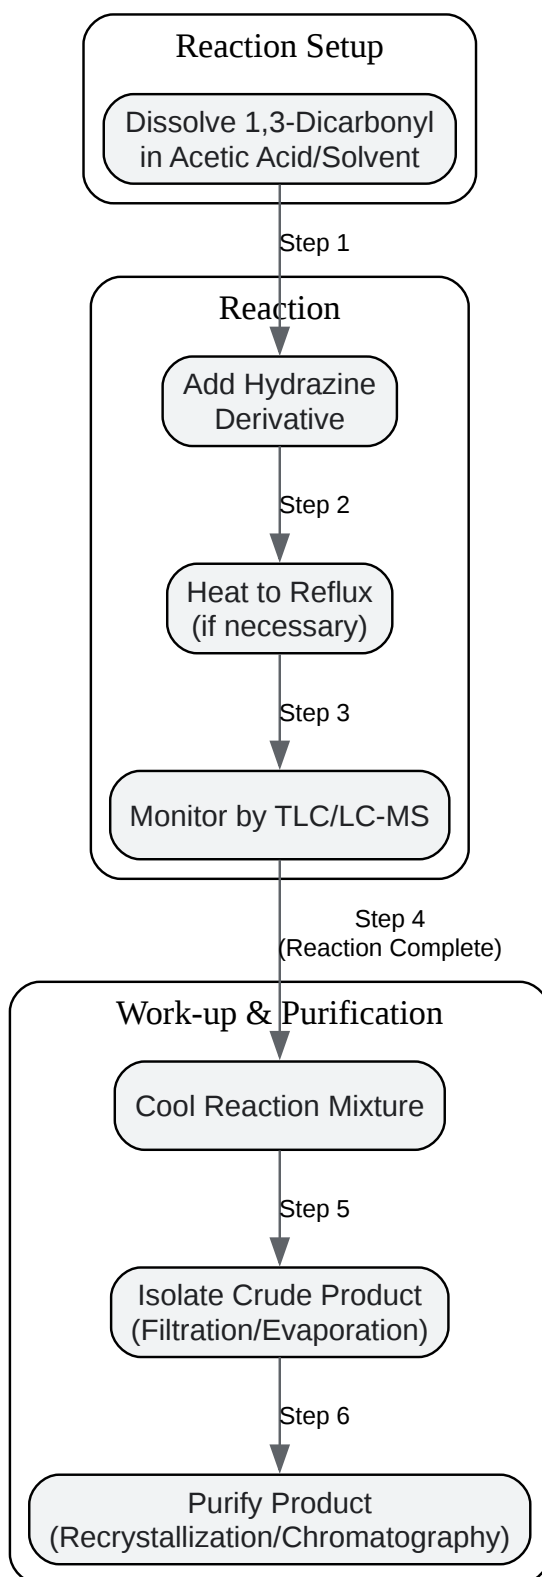 Reaction Setup
Dissolve 1,3-Dicarbonyl
in Acetic Acid/Solvent
Step 1
Reaction
Add Hydrazine
Derivative
Step 2
Heat to Reflux
(if necessary)
Step 3
Monitor by TLC/LC-MS
Step 4
(Reaction Complete)
Work-up & Purification
Cool Reaction Mixture
Step 5
Isolate Crude Product
(Filtration/Evaporation)
Step 6
Purify Product
(Recrystallization/Chromatography)